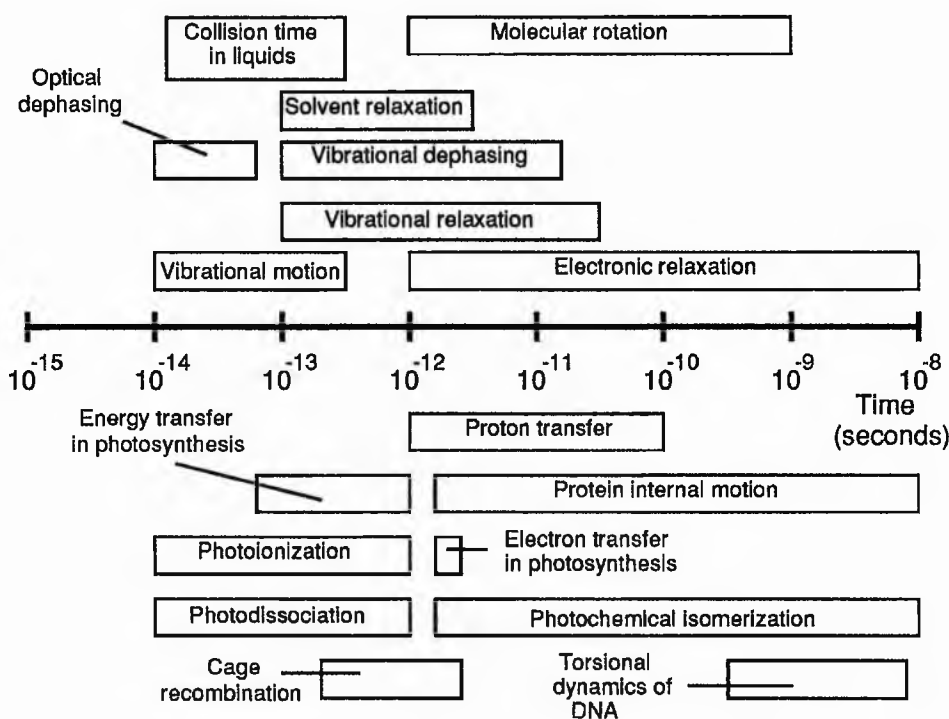 Collision time
in liquids
Molecular rotation
Optical
dephasing
Solvent relaxation
Vibrational dephasing
Vibrational relaxation
Vibrational motion
Electronic relaxation
10^-15 10^-14 10^-13 10^-12 10^-11 10^-10 10^-9 10^-8
Time
(seconds)
Energy transfer
in photosynthesis
Proton transfer
Protein internal motion
Photoionization
Electron transfer
in photosynthesis
Photodissociation
Photochemical isomerization
Cage
recombination
Torsional
dynamics of
DNA